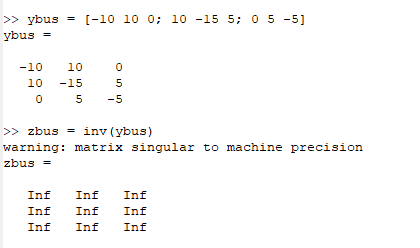 >> ybus = [-10 10 0; 10 -15 5; 0 5 -5]
ybus =
-10 10 0
10 -15 5
0 5 -5
>> zbus = inv(ybus)
warning: matrix singular to machine precision
zbus =
Inf Inf Inf
Inf Inf Inf
Inf Inf Inf